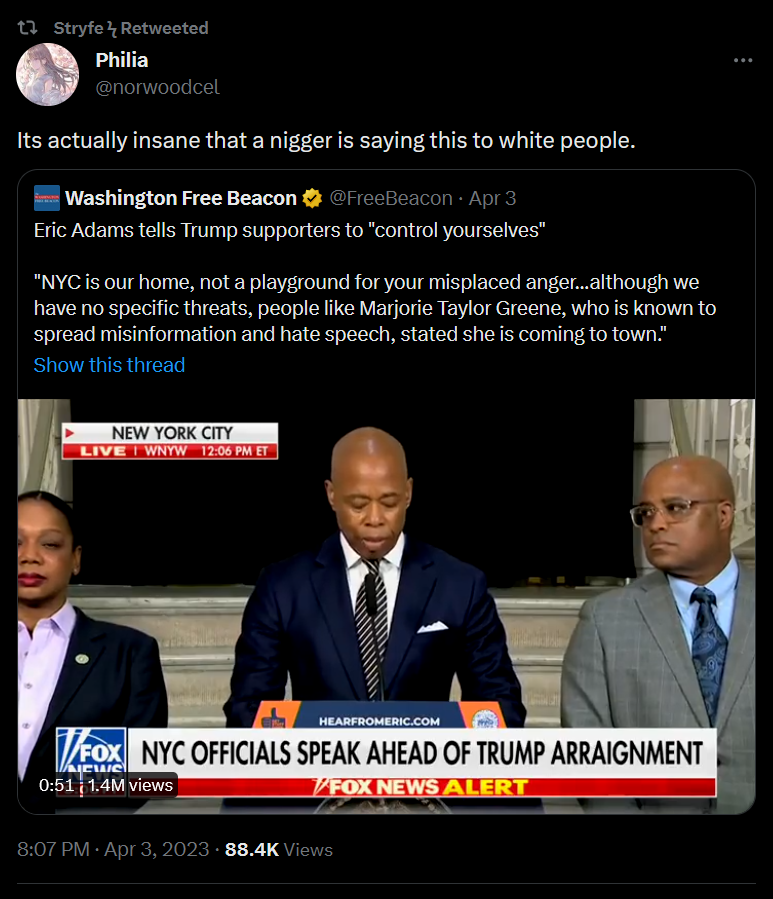 Stryfe ϟ Retweeted
Philia
@norwoodcel
Its actually insane that a nigger is saying this to white people.
Washington Free Beacon @FreeBeacon · Apr 3
Eric Adams tells Trump supporters to "control yourselves"
"NYC is our home, not a playground for your misplaced anger...although we
have no specific threats, people like Marjorie Taylor Greene, who is known to
spread misinformation and hate speech, stated she is coming to town."
Show this thread
NEW YORK CITY
LIVE | WNYW 12:06 PM ET
HEARFROMERIC.COM
FOX
NEWS
NYC OFFICIALS SPEAK AHEAD OF TRUMP ARRAIGNMENT
0:51 1.4M views
FOX NEWS ALERT
8:07 PM · Apr 3, 2023 · 88.4K Views